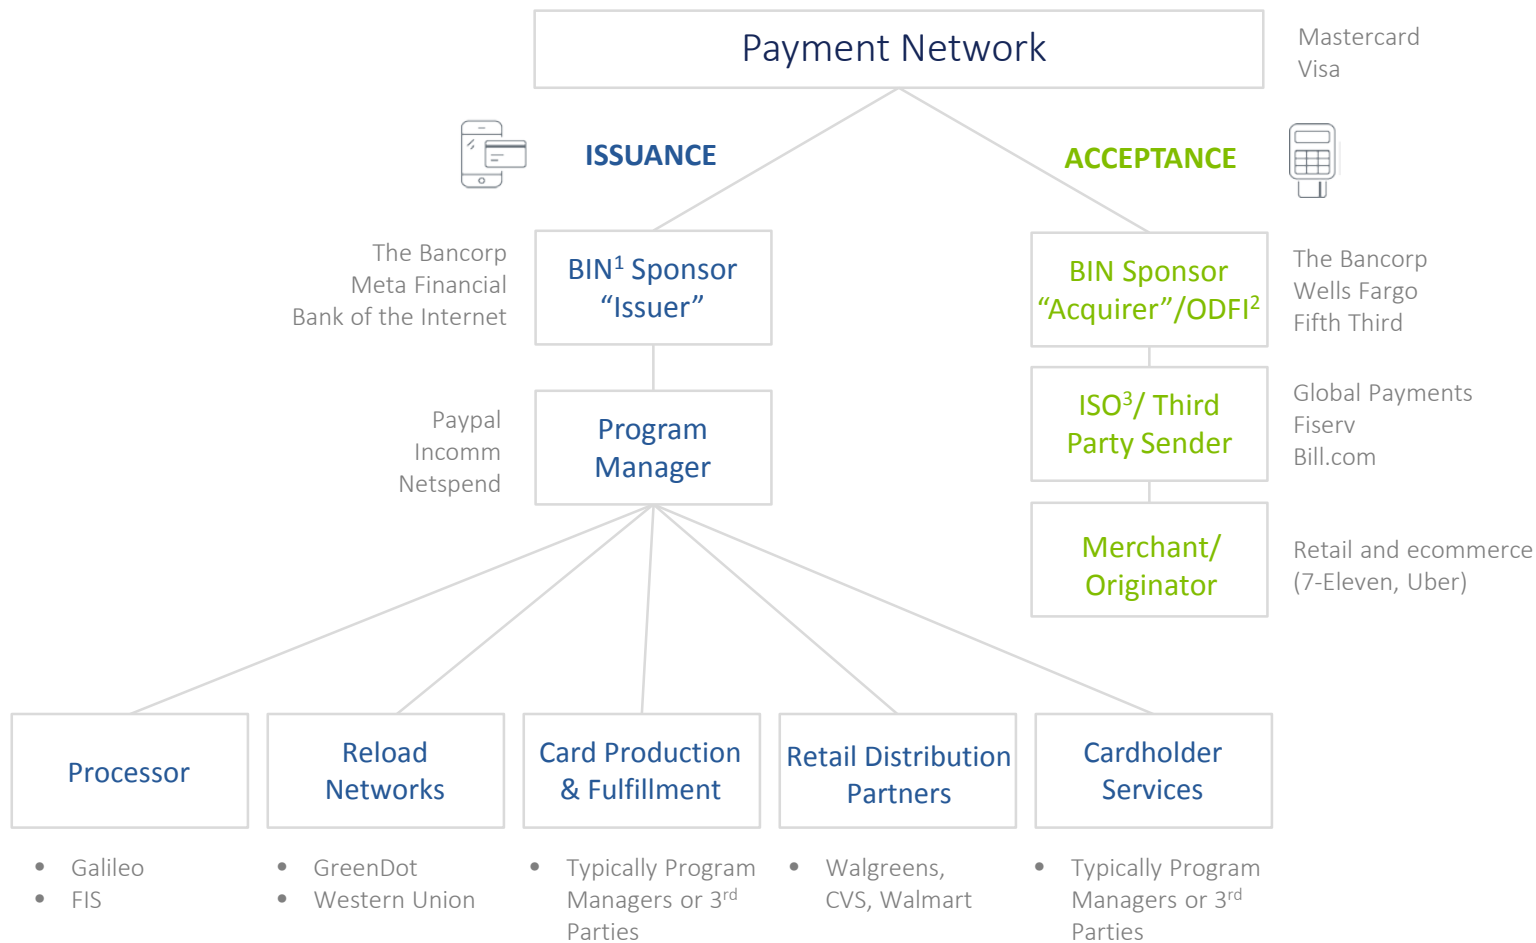 Payment Network
Mastercard
Visa
ISSUANCE
ACCEPTANCE
The Bancorp
Meta Financial
Bank of the Internet
BIN¹ Sponsor
“Issuer”
BIN Sponsor
“Acquirer”/ODFI²
The Bancorp
Wells Fargo
Fifth Third
Paypal
Incomm
Netspend
Program
Manager
ISO³/ Third
Party Sender
Global Payments
Fiserv
Bill.com
Merchant/
Originator
Retail and ecommerce
(7-Eleven, Uber)
Processor
Reload
Networks
Card Production
& Fulfillment
Retail Distribution
Partners
Cardholder
Services
• Galileo
• FIS
• GreenDot
• Western Union
• Typically Program
Managers or 3rd
Parties
• Walgreens,
CVS, Walmart
• Typically Program
Managers or 3rd
Parties